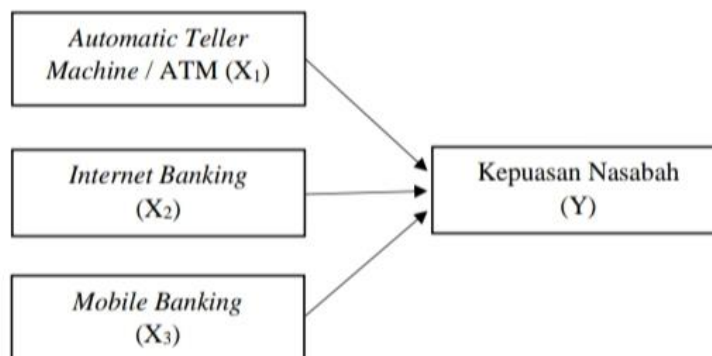 Automatic Teller
Machine / ATM (X₁)
Internet Banking
(X₂)
Kepuasan Nasabah
(Y)
Mobile Banking
(X₃)